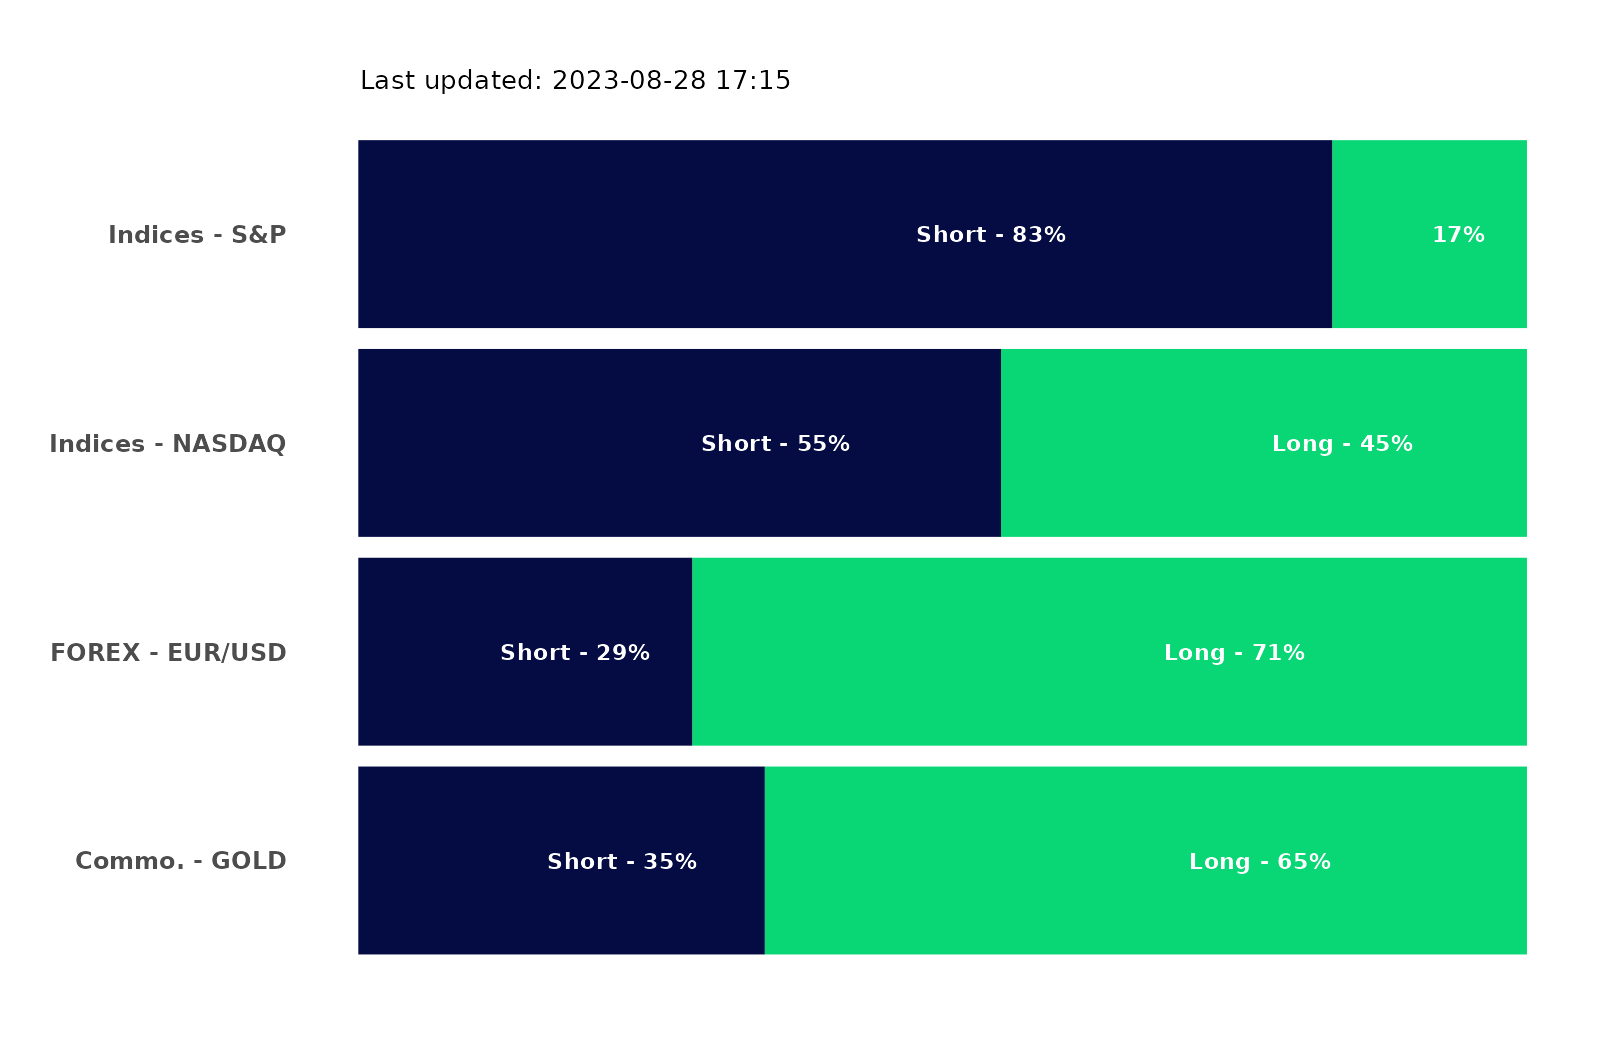 Last updated: 2023-08-28 17:15
Indices - S&P
Short - 83%
17%
Indices - NASDAQ
Short - 55%
Long - 45%
FOREX - EUR/USD
Short - 29%
Long - 71%
Commo. - GOLD
Short - 35%
Long - 65%